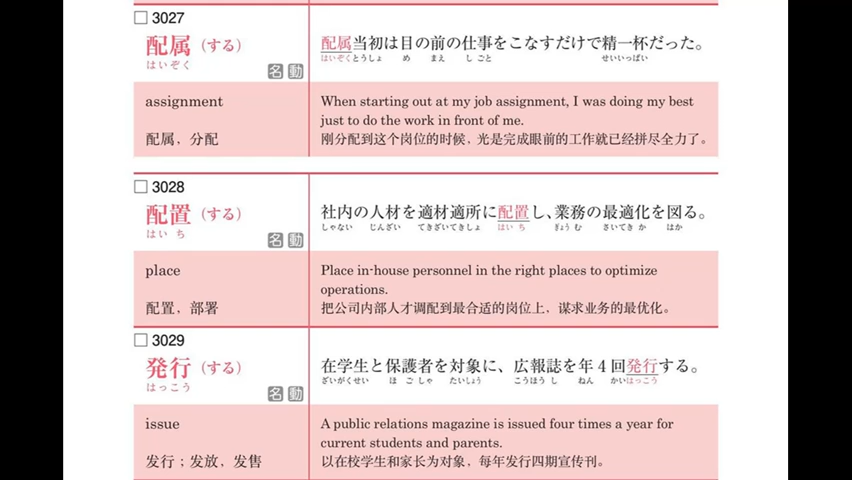 3027
配属（する）
はいぞく
名 動
配属当初は目の前の仕事をこなすだけで精一杯だった。
はいぞくとうしょ め まえ しごと せいいっぱい
assignment
配属，分配
When starting out at my job assignment, I was doing my best
just to do the work in front of me.
刚分配到这个岗位的时候，光是完成眼前的工作就已经拼尽全力了。
3028
配置（する）
はいち
名 動
社内の人材を適材適所に配置し、業務の最適化を図る。
しゃない じんざい てきざいてきしょ はいち ぎょうむ さいてきか はか
place
配置，部署
Place in-house personnel in the right places to optimize
operations.
把公司内部人才调配到最合适的岗位上，谋求业务的最优化。
3029
発行（する）
はっこう
名 動
在学生と保護者を対象に、広報誌を年4回発行する。
ざいがくせい ほごしゃ たいしょう こうほうし ねん かいはっこう
issue
发行；发放，发售
A public relations magazine is issued four times a year for
current students and parents.
以在校学生和家长为对象，每年发行四期宣传刊。